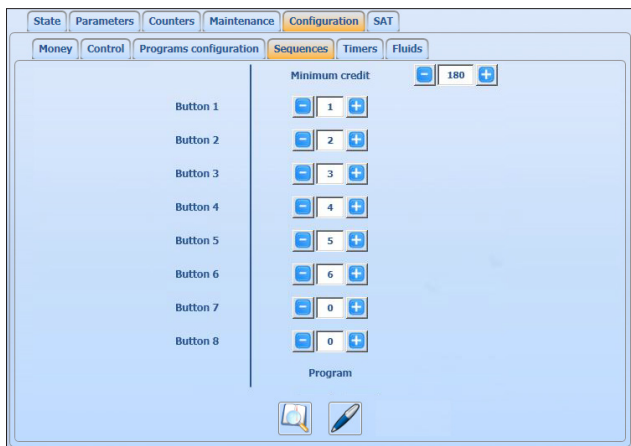 State Parameters Counters Maintenance Configuration SAT
Money Control Programs configuration Sequences Timers Fluids
Minimum credit 180
Button 1 1
Button 2 2
Button 3 3
Button 4 4
Button 5 5
Button 6 6
Button 7 0
Button 8 0
Program